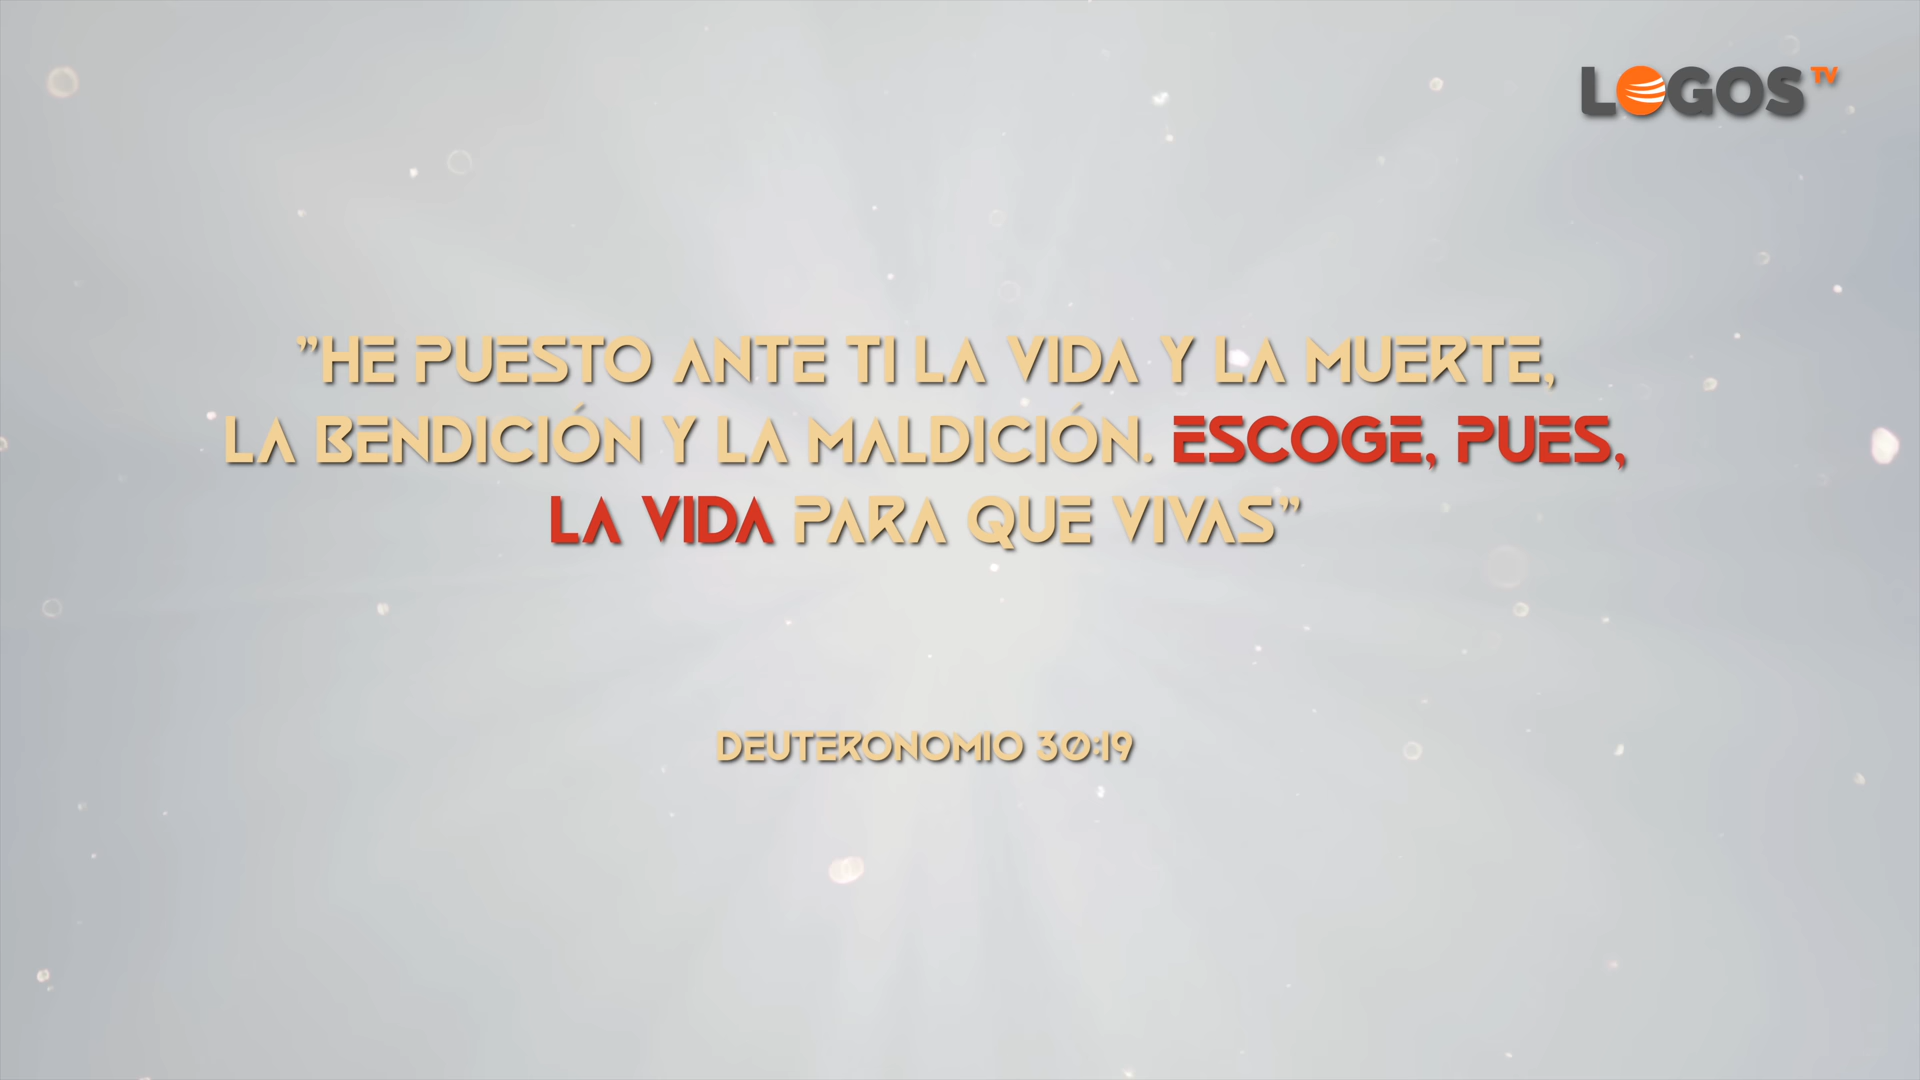 LOGOS TV
"HE PUESTO ANTE TI LA VIDA Y LA MUERTE,
LA BENDICIÓN Y LA MALDICIÓN. ESCOGE, PUES,
LA VIDA PARA QUE VIVAS"
DEUTERONOMIO 30:19